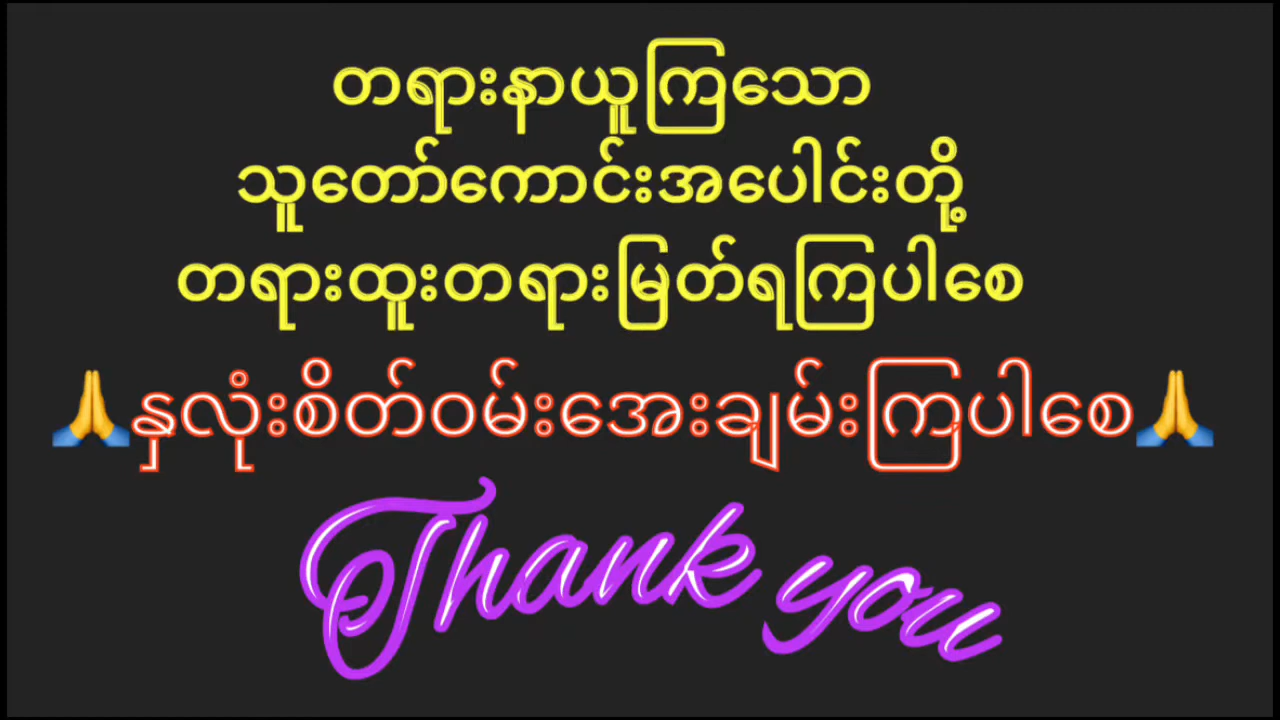 တရားနာယူကြသော
သူတော်ကောင်းအပေါင်းတို့
တရားထူးတရားမြတ်ရကြပါစေ
🙏နှလုံးစိတ်ဝမ်းအေးချမ်းကြပါစေ🙏
Thank you